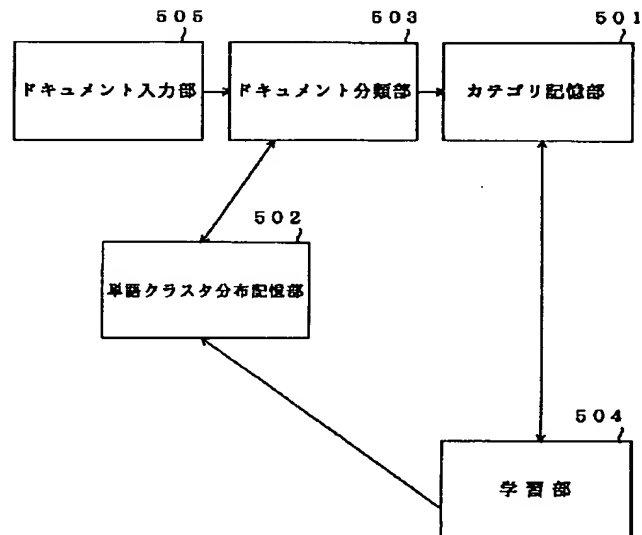 505
503
501
ドキュメント入力部
ドキュメント分類部
カテゴリ記憶部
502
単語クラスタ分布記憶部
504
学習部